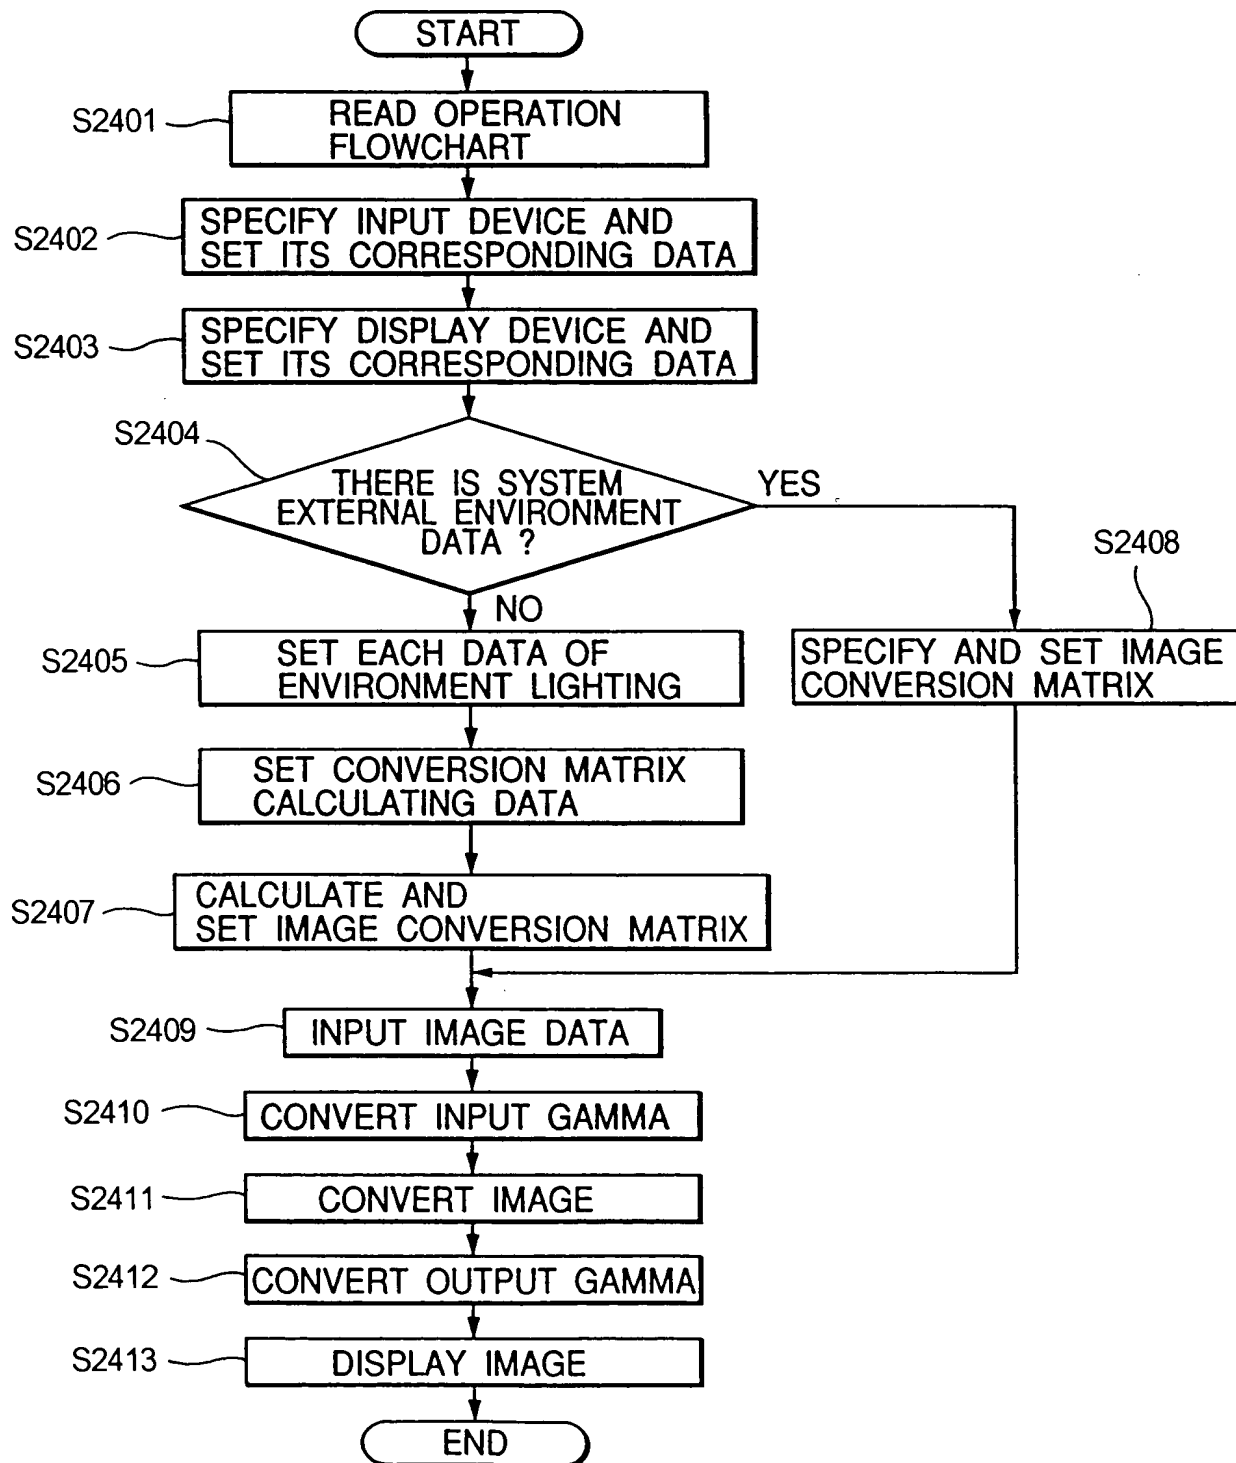 START
S2401
READ OPERATION
FLOWCHART
S2402
SPECIFY INPUT DEVICE AND
SET ITS CORRESPONDING DATA
S2403
SPECIFY DISPLAY DEVICE AND
SET ITS CORRESPONDING DATA
S2404
THERE IS SYSTEM
EXTERNAL ENVIRONMENT
DATA ?
YES
NO
S2408
SPECIFY AND SET IMAGE
CONVERSION MATRIX
S2405
SET EACH DATA OF
ENVIRONMENT LIGHTING
S2406
SET CONVERSION MATRIX
CALCULATING DATA
S2407
CALCULATE AND
SET IMAGE CONVERSION MATRIX
S2409
INPUT IMAGE DATA
S2410
CONVERT INPUT GAMMA
S2411
CONVERT IMAGE
S2412
CONVERT OUTPUT GAMMA
S2413
DISPLAY IMAGE
END